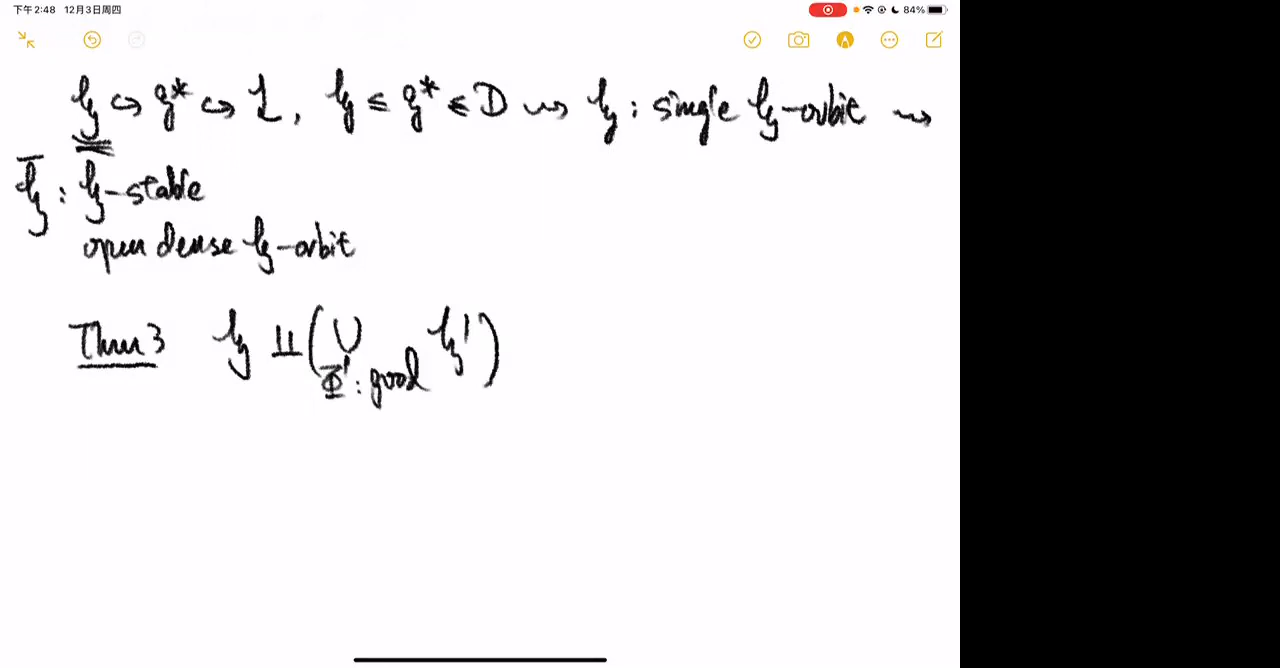 下午2:48 12月3日周四
84%
𝔥 ↪ 𝔤* ↪ L, 𝔥 ≤ 𝔤* ≤ D ⇝ 𝔥 : single 𝔥-orbit ⇝
𝔥̅ : 𝔥-stable
open dense 𝔥-orbit
Thm 3 𝔥 ⨿ ( ∪ 𝔥' )
Φ' : good